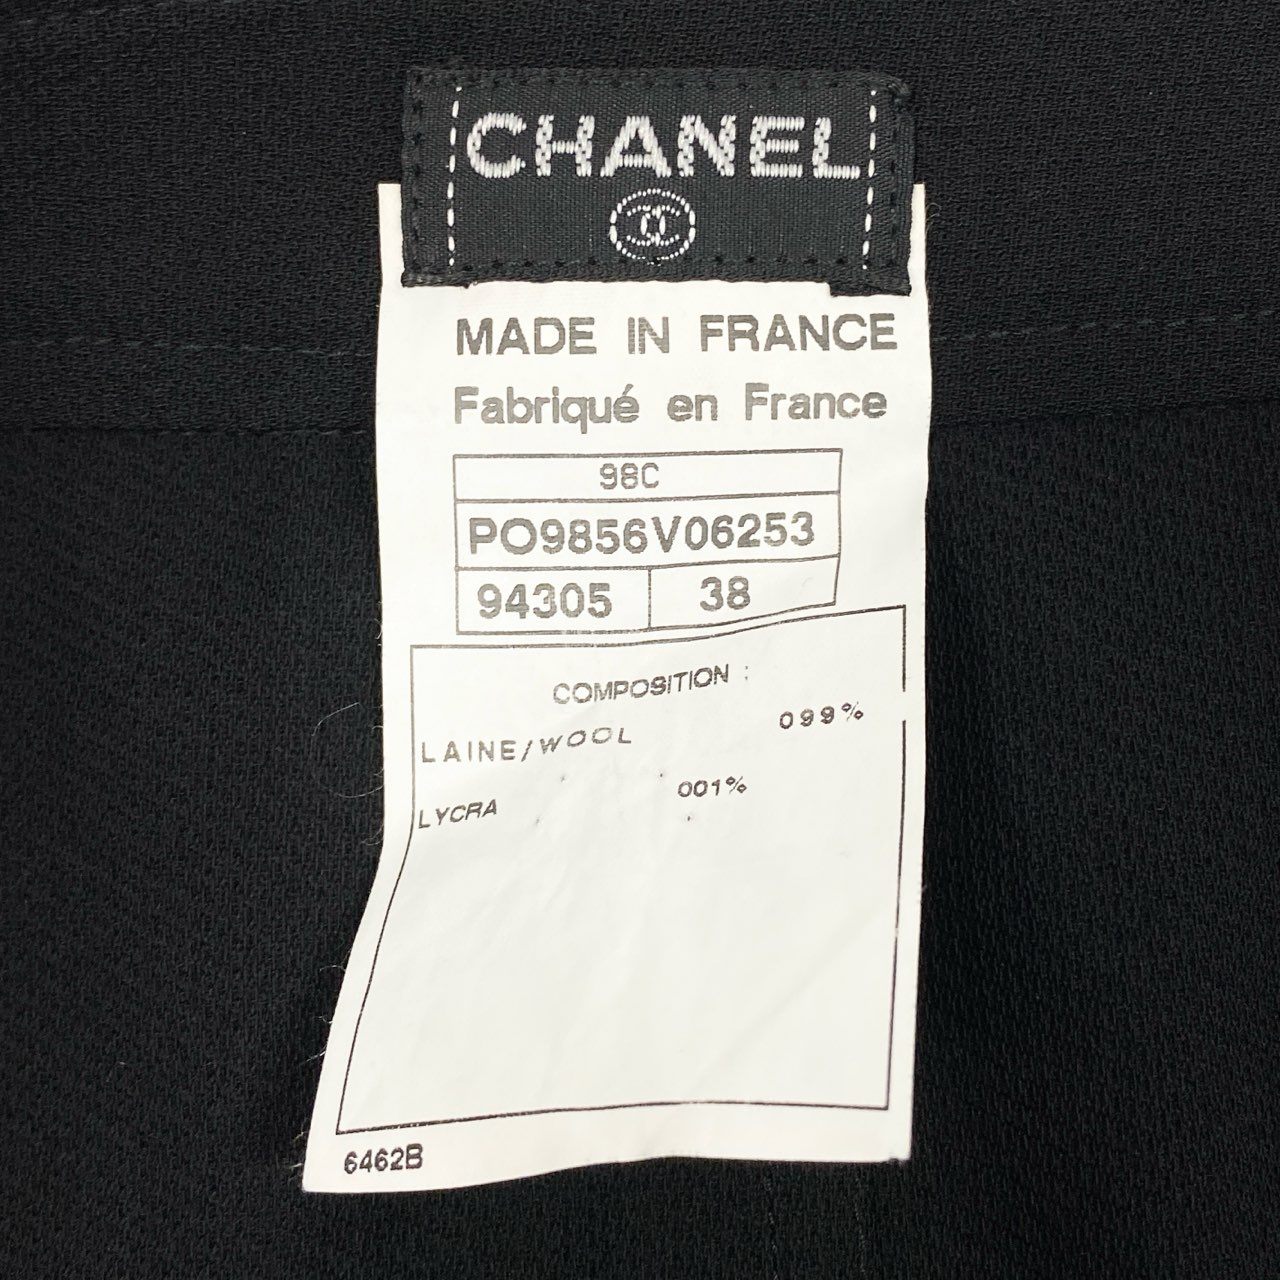 CHANEL
MADE IN FRANCE
Fabriqué en France
98C
PO9856V06253
94305 38
COMPOSITION :
LAINE/WOOL 099%
LYCRA 001%
6462B